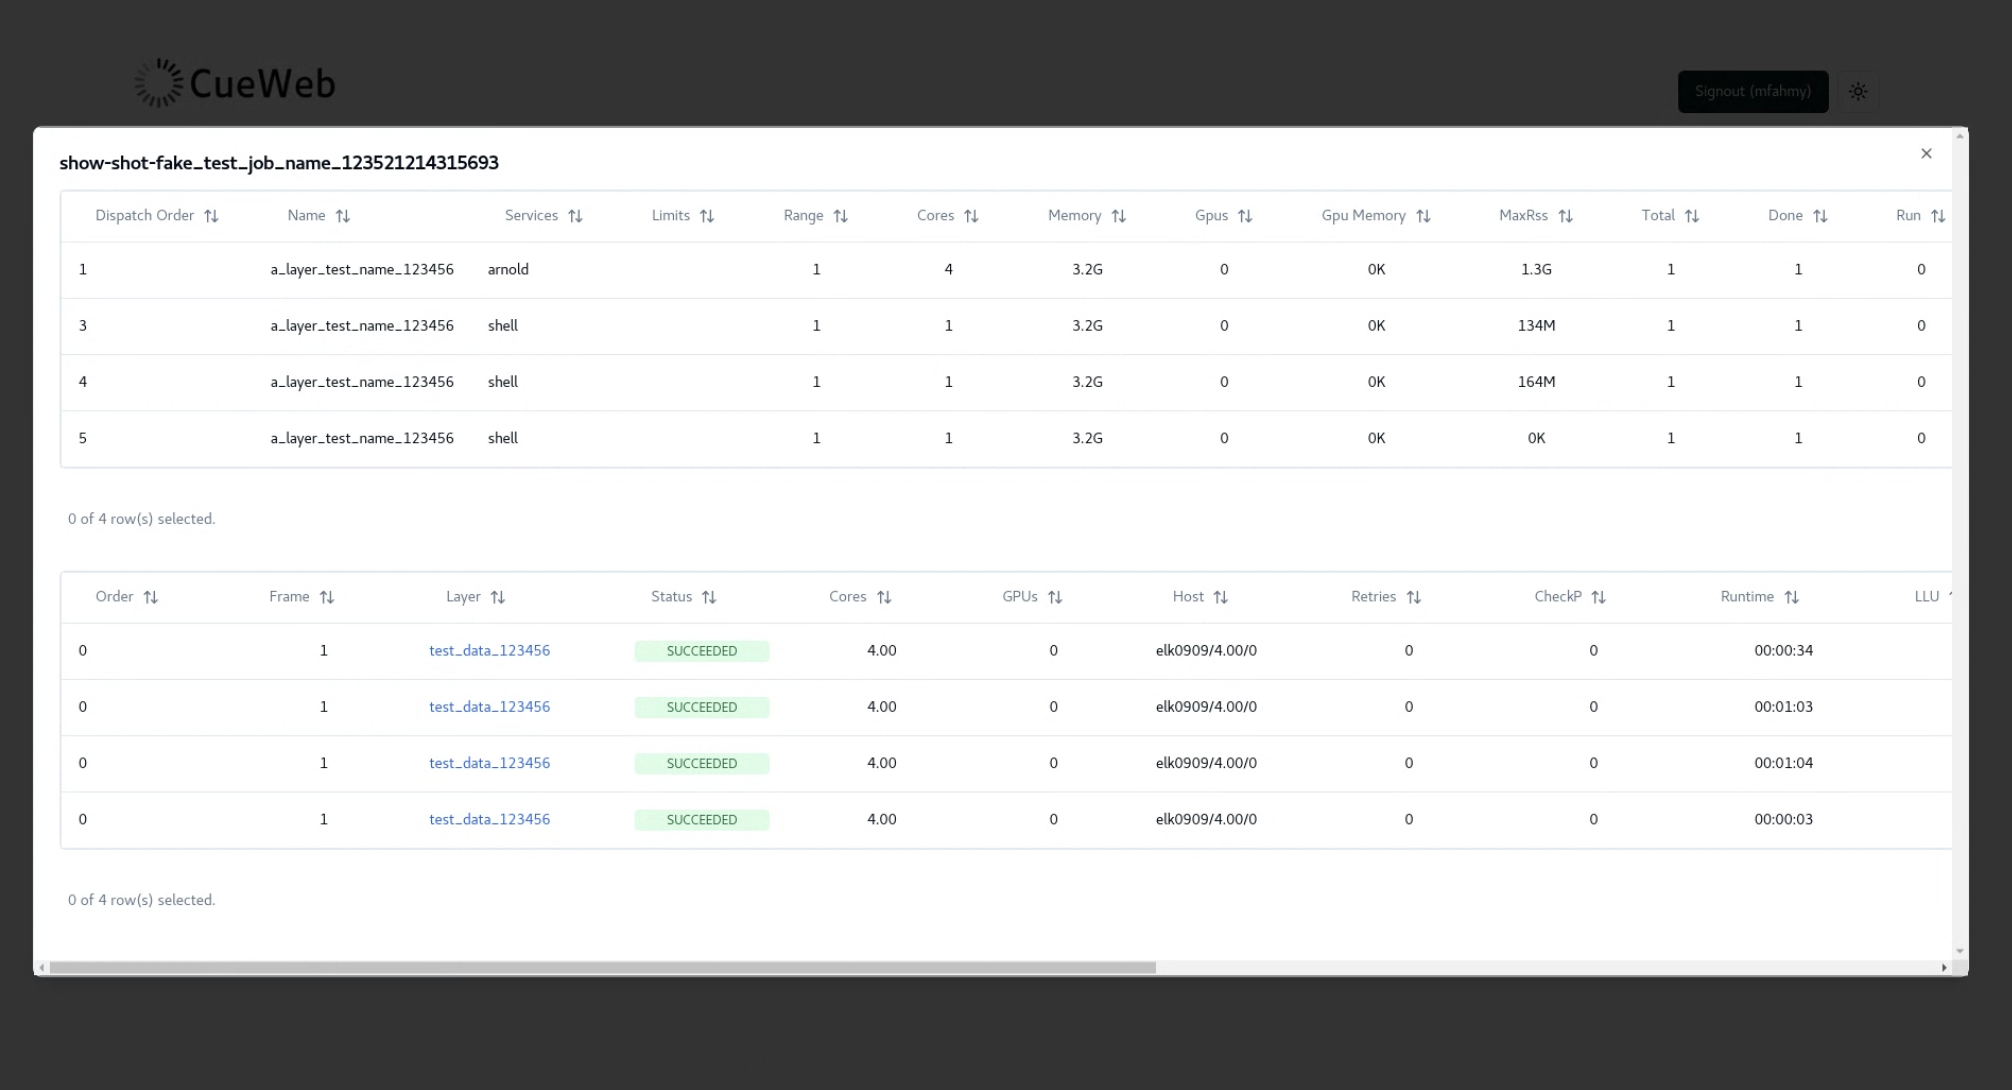 CueWeb
Signout (mfahmy)
show-shot-fake_test_job_name_123521214315693
Dispatch Order Name Services Limits Range Cores Memory Gpus Gpu Memory MaxRss Total Done Run
1 a_layer_test_name_123456 arnold 1 4 3.2G 0 0K 1.3G 1 1 0
3 a_layer_test_name_123456 shell 1 1 3.2G 0 0K 134M 1 1 0
4 a_layer_test_name_123456 shell 1 1 3.2G 0 0K 164M 1 1 0
5 a_layer_test_name_123456 shell 1 1 3.2G 0 0K 0K 1 1 0
0 of 4 row(s) selected.
Order Frame Layer Status Cores GPUs Host Retries CheckP Runtime LLU
0 1 test_data_123456 SUCCEEDED 4.00 0 elk0909/4.00/0 0 0 00:00:34
0 1 test_data_123456 SUCCEEDED 4.00 0 elk0909/4.00/0 0 0 00:01:03
0 1 test_data_123456 SUCCEEDED 4.00 0 elk0909/4.00/0 0 0 00:01:04
0 1 test_data_123456 SUCCEEDED 4.00 0 elk0909/4.00/0 0 0 00:00:03
0 of 4 row(s) selected.